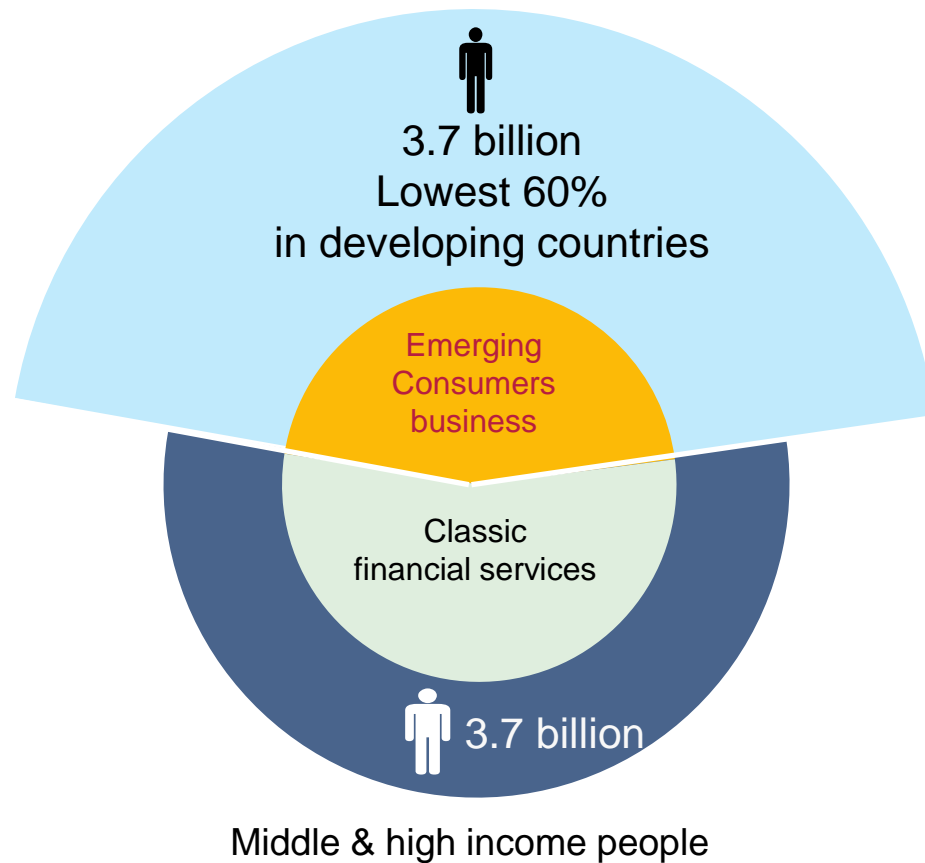 3.7 billion
Lowest 60%
in developing countries
Emerging
Consumers
business
Classic
financial services
3.7 billion
Middle & high income people